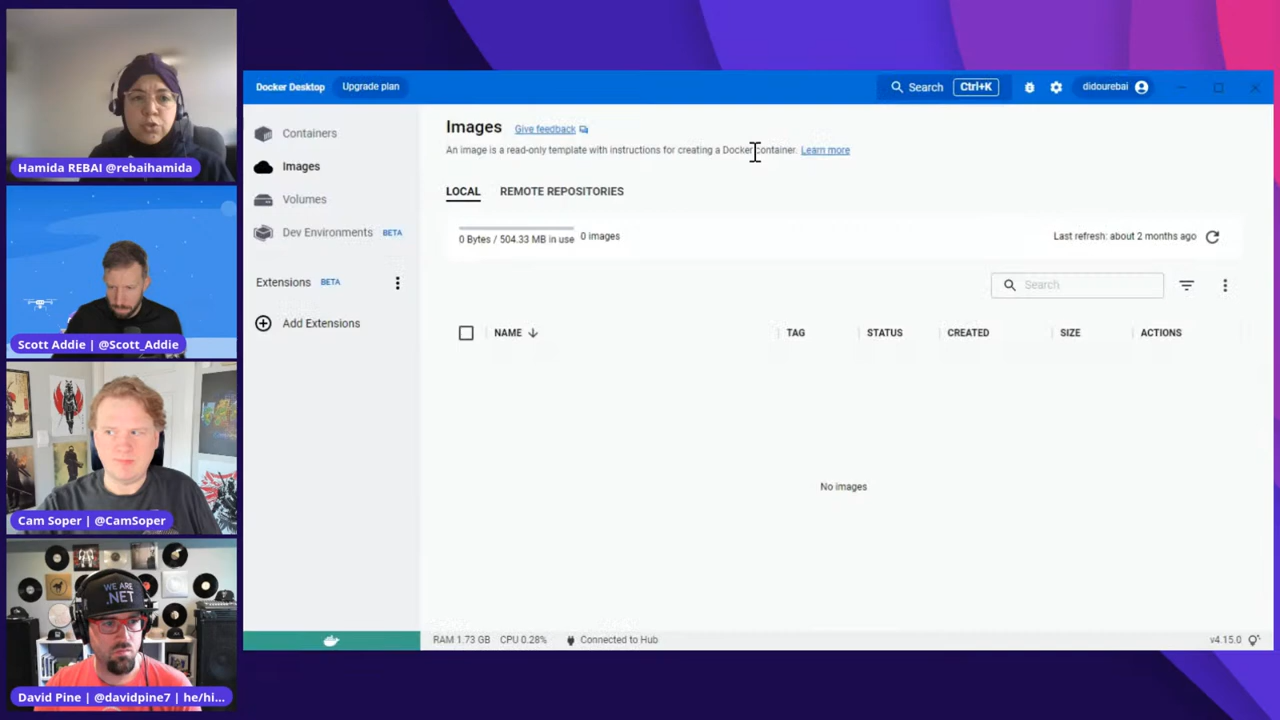 Hamida REBAI @rebaihamida
Scott Addie | @Scott_Addie
Cam Soper | @CamSoper
WE ARE
.NET
David Pine | @davidpine7 | he/hi...
Docker Desktop
Upgrade plan
Search
Ctrl+K
didourebai
Containers
Images
Volumes
Dev Environments BETA
Extensions BETA
Add Extensions
Images Give feedback
An image is a read-only template with instructions for creating a Docker container. Learn more
LOCAL REMOTE REPOSITORIES
0 Bytes / 504.33 MB in use 0 images
Last refresh: about 2 months ago
Search
NAME TAG STATUS CREATED SIZE ACTIONS
No images
RAM 1.73 GB CPU 0.28% Connected to Hub
v4.15.0